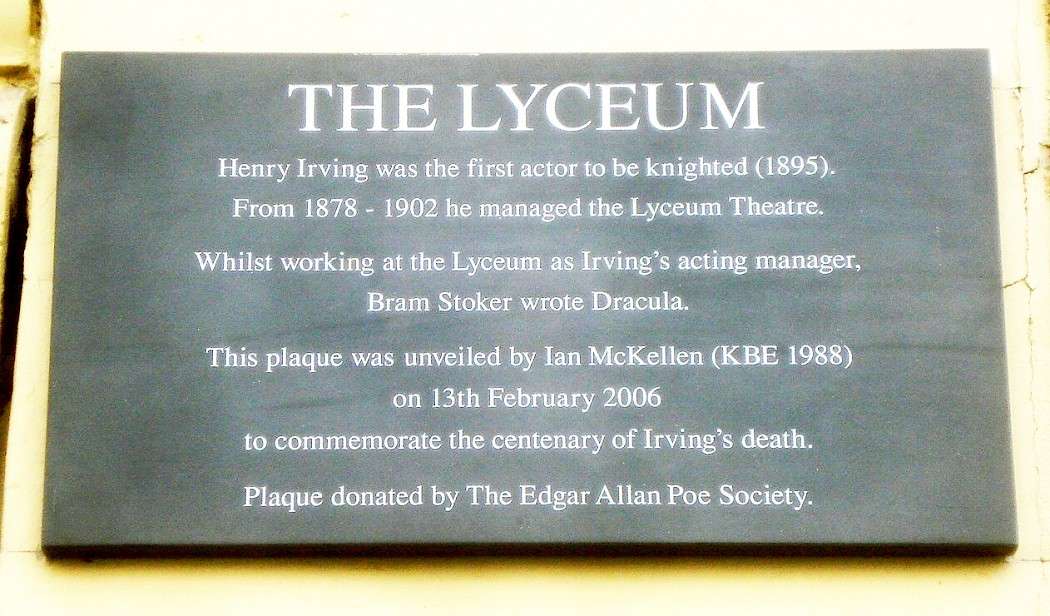 THE LYCEUM
Henry Irving was the first actor to be knighted (1895).
From 1878 - 1902 he managed the Lyceum Theatre.
Whilst working at the Lyceum as Irving's acting manager,
Bram Stoker wrote Dracula.
This plaque was unveiled by Ian McKellen (KBE 1988)
on 13th February 2006
to commemorate the centenary of Irving's death.
Plaque donated by The Edgar Allan Poe Society.